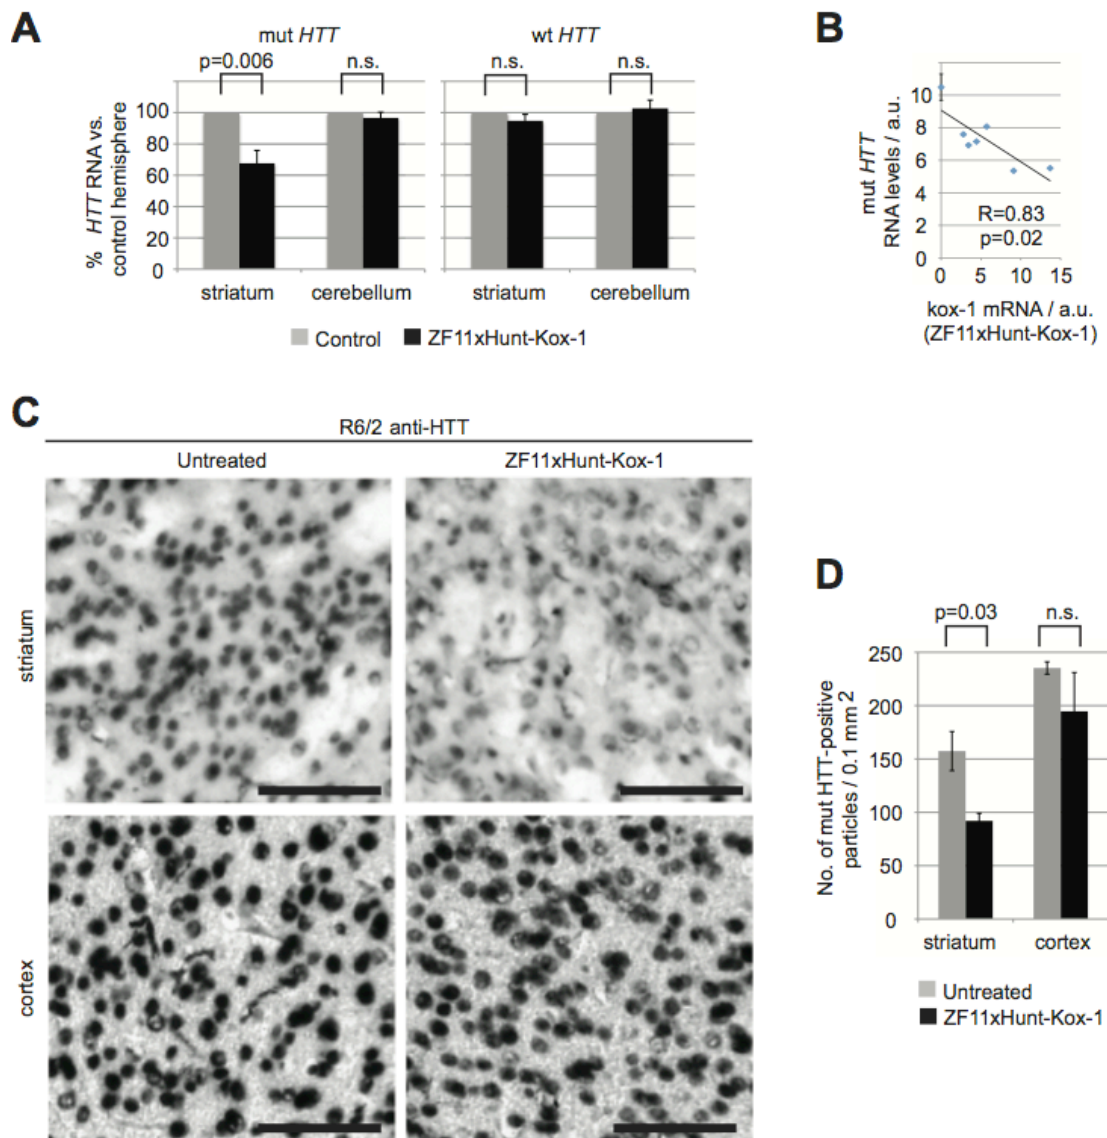 A
mut HTT
wt HTT
p=0.006
n.s.
n.s.
n.s.
% HTT RNA vs.
control hemisphere
100
80
60
40
20
0
striatum
cerebellum
striatum
cerebellum
Control
ZF11xHunt-Kox-1
B
mut HTT
RNA levels / a.u.
10
8
6
4
2
0
R=0.83
p=0.02
0
5
10
15
kox-1 mRNA / a.u.
(ZF11xHunt-Kox-1)
C
R6/2 anti-HTT
Untreated
ZF11xHunt-Kox-1
striatum
cortex
D
p=0.03
n.s.
No. of mut HTT-positive
particles / 0.1 mm2
250
200
150
100
50
0
striatum
cortex
Untreated
ZF11xHunt-Kox-1